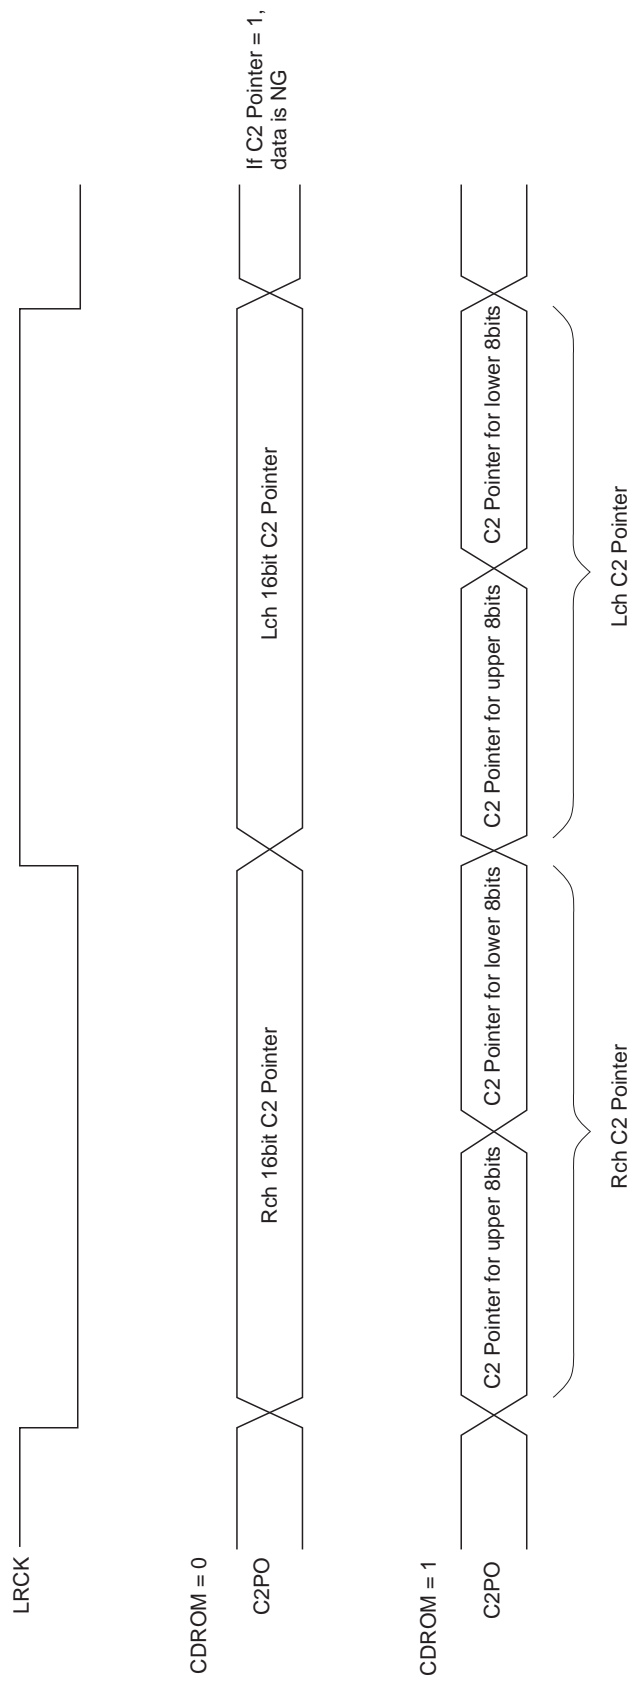 LRCK
CDROM = 0
C2PO
Rch 16bit C2 Pointer
Lch 16bit C2 Pointer
If C2 Pointer = 1,
data is NG
CDROM = 1
C2PO
C2 Pointer for upper 8bits
C2 Pointer for lower 8bits
C2 Pointer for upper 8bits
C2 Pointer for lower 8bits
Rch C2 Pointer
Lch C2 Pointer